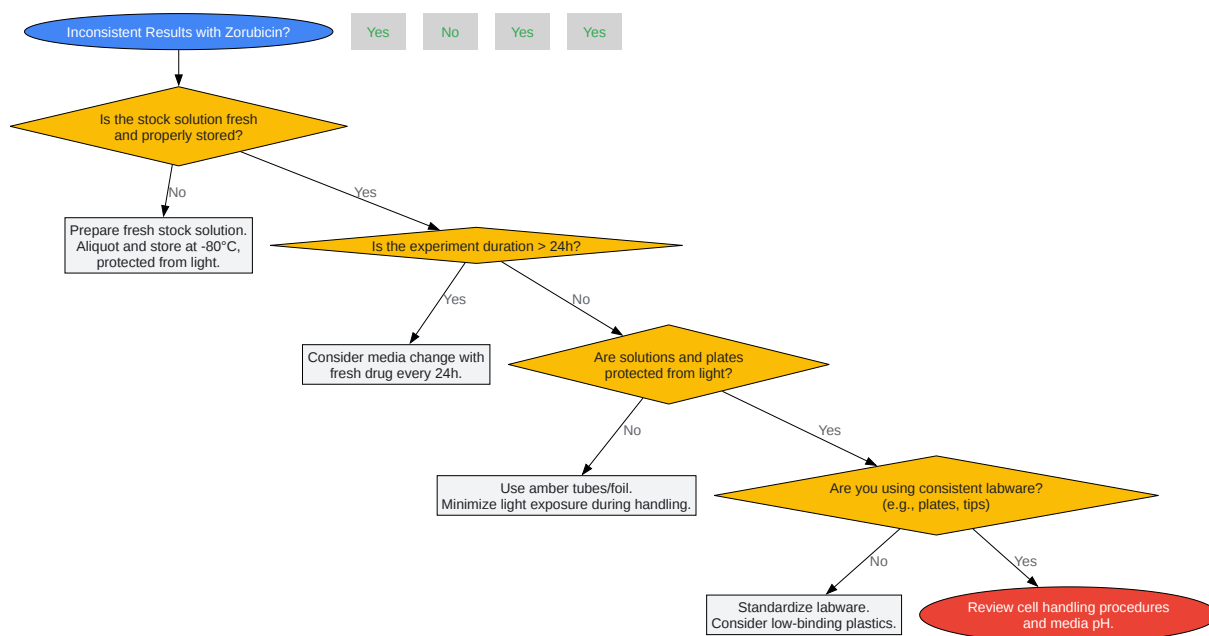 Inconsistent Results with Zorubicin?
Yes
No
Yes
Yes
Is the stock solution fresh
and properly stored?
No
Yes
Prepare fresh stock solution.
Aliquot and store at -80°C,
protected from light.
Is the experiment duration > 24h?
Yes
No
Consider media change with
fresh drug every 24h.
Are solutions and plates
protected from light?
No
Yes
Use amber tubes/foil.
Minimize light exposure during handling.
Are you using consistent labware?
(e.g., plates, tips)
No
Yes
Standardize labware.
Consider low-binding plastics.
Review cell handling procedures
and media pH.